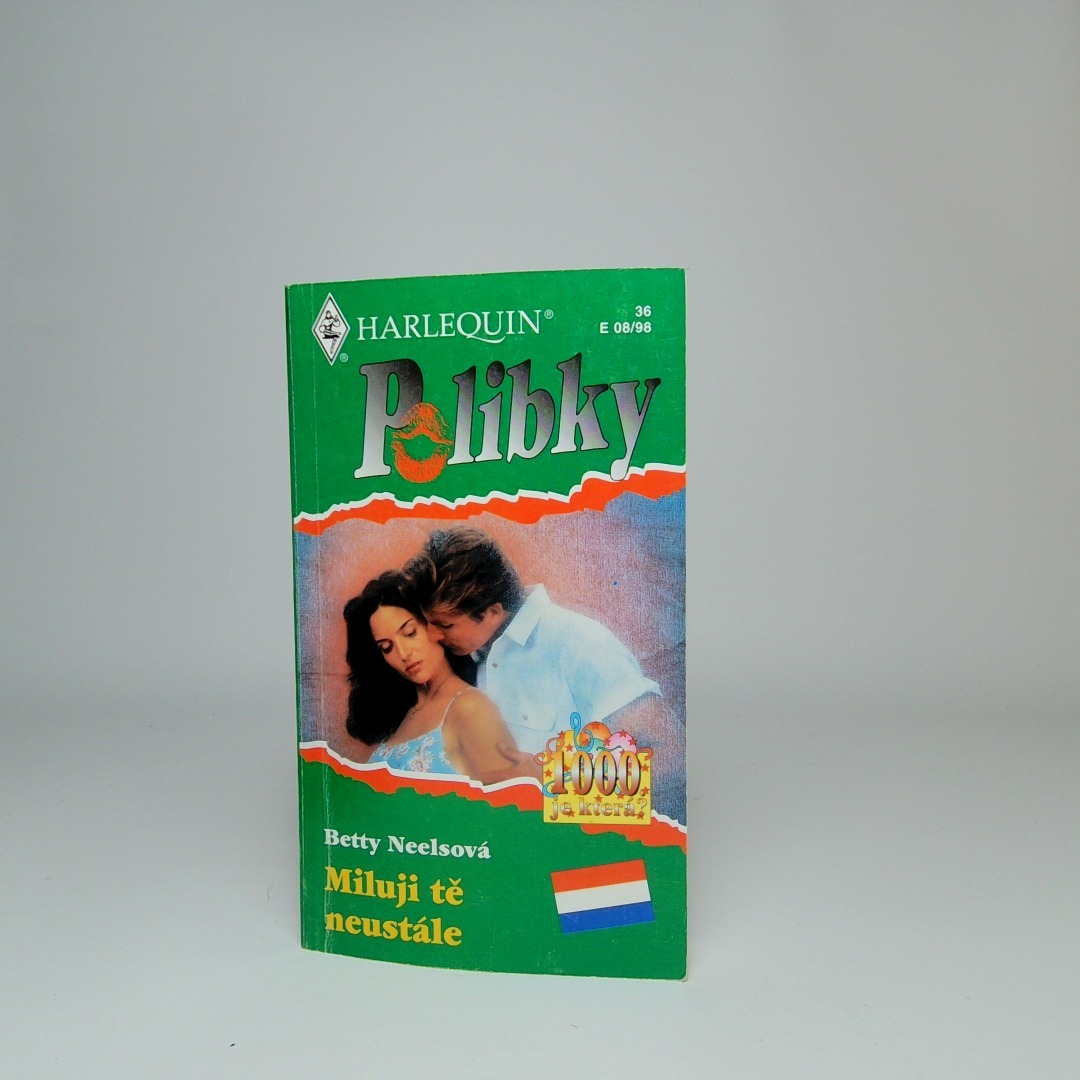 HARLEQUIN®
36
E 08/98
Polibky
1000.
je která?
Betty Neelsová
Miluji tě
neustále